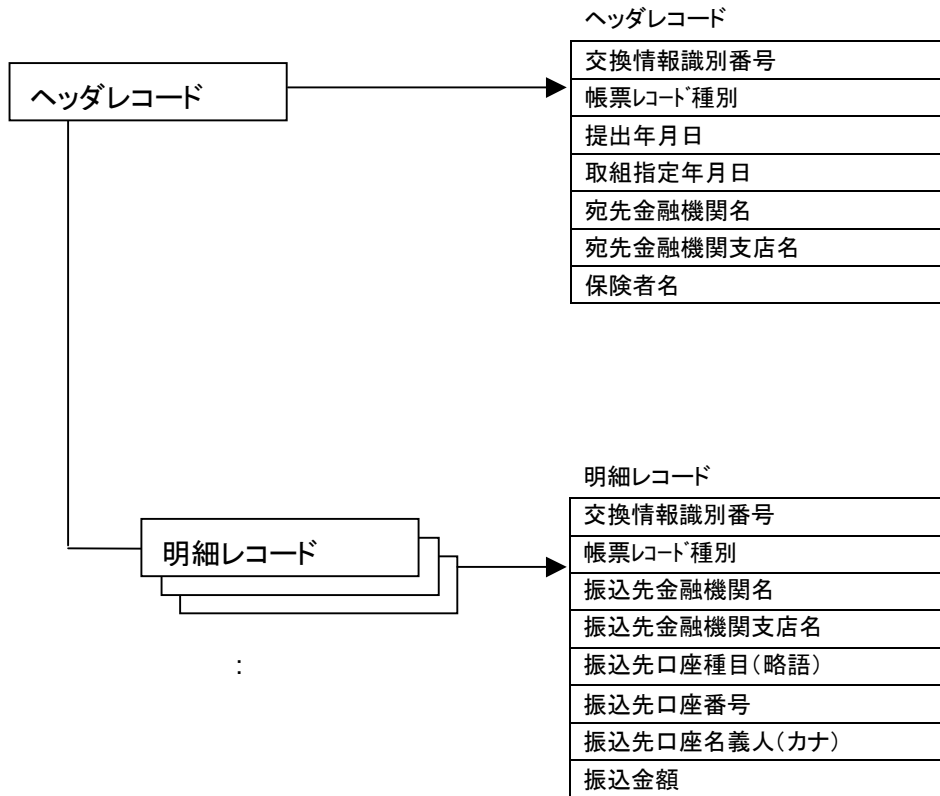 ヘッダレコード
ヘッダレコード
交換情報識別番号
帳票ﾚｺｰﾄﾞ種別
提出年月日
取組指定年月日
宛先金融機関名
宛先金融機関支店名
保険者名
明細レコード
明細レコード
:
交換情報識別番号
帳票ﾚｺｰﾄﾞ種別
振込先金融機関名
振込先金融機関支店名
振込先口座種目(略語)
振込先口座番号
振込先口座名義人(カナ)
振込金額